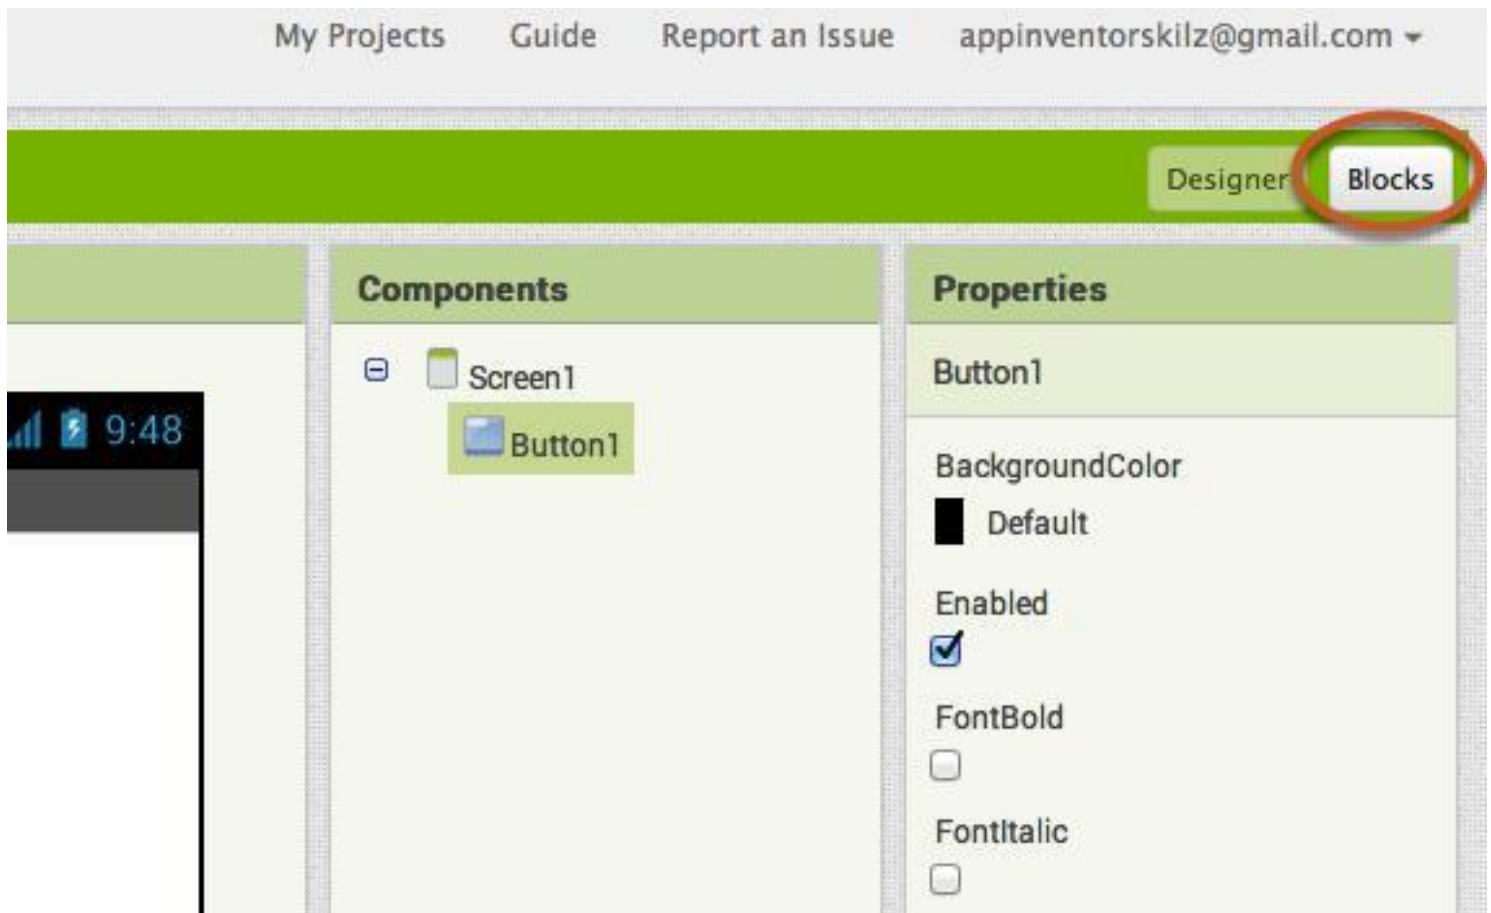 My Projects Guide Report an Issue appinventorskilz@gmail.com
Designer Blocks
Components
Screen1
Button1
Properties
Button1
BackgroundColor
Default
Enabled
FontBold
FontItalic
9:48